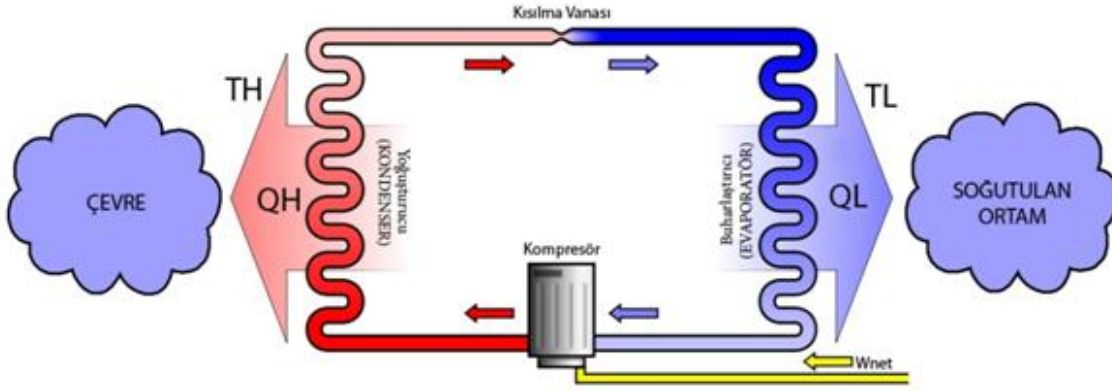 Kısılma Vanası
TH
TL
ÇEVRE
QH
Yoğuşturucu
(KONDENSER)
Buharlaştırıcı
(EVAPORATÖR)
QL
SOĞUTULAN
ORTAM
Kompresör
Wnet